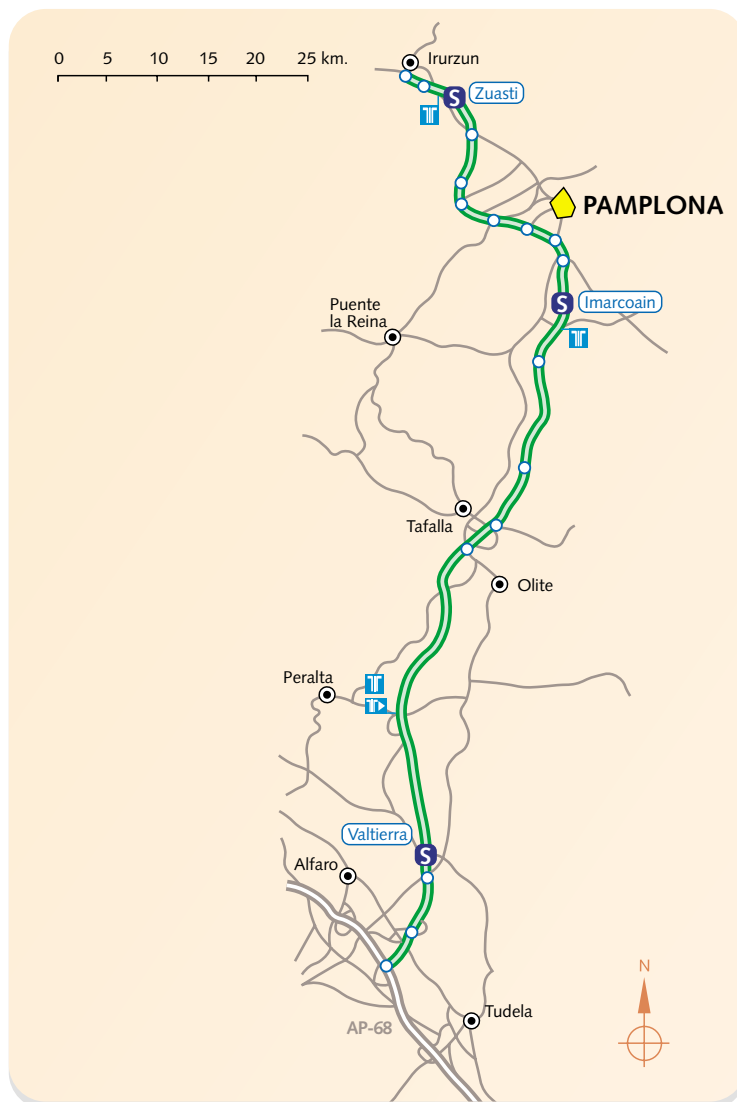 0 5 10 15 20 25 km.
Irurzun
S Zuasti
PAMPLONA
S Imarcoain
Puente
la Reina
Tafalla
Olite
Peralta
Valtierra
S
Alfaro
N
Tudela
AP-68